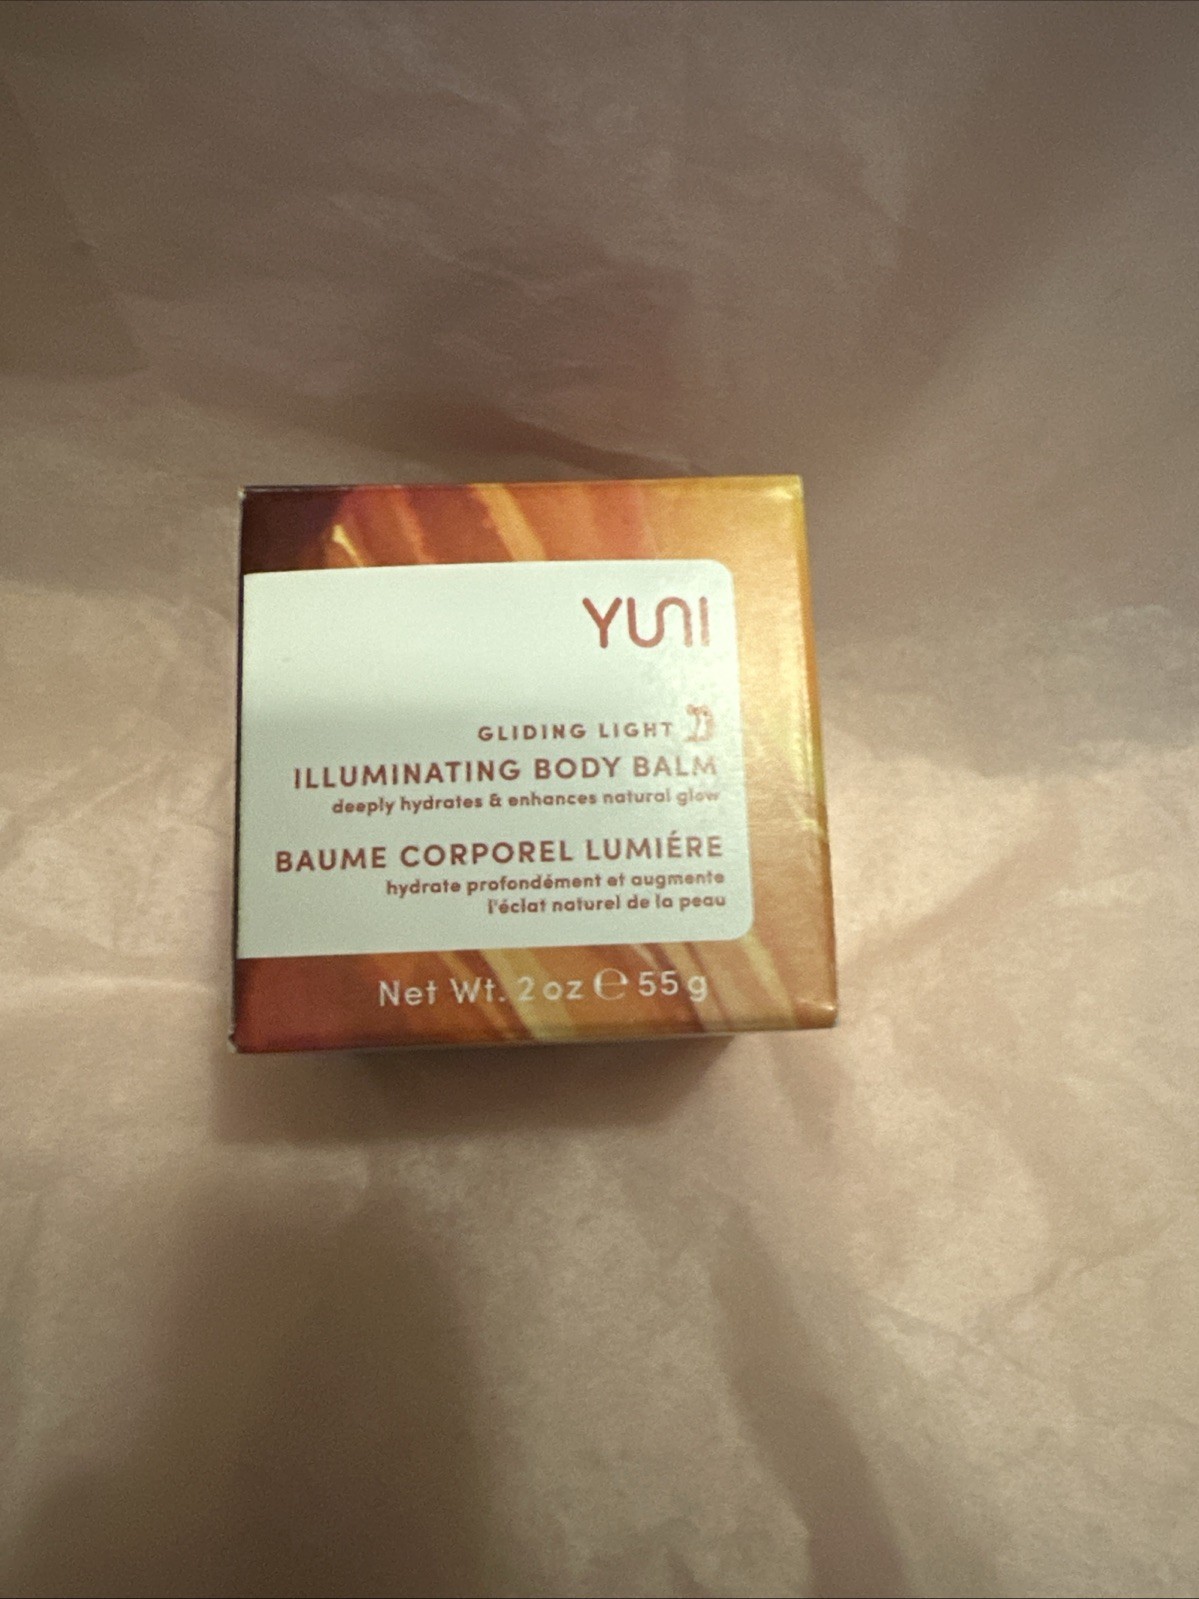 YUNI
GLIDING LIGHT
ILLUMINATING BODY BALM
deeply hydrates & enhances natural glow
BAUME CORPOREL LUMIÉRE
hydrate profondément et augmente
l'éclat naturel de la peau
Net Wt. 2 oz ℮ 55 g